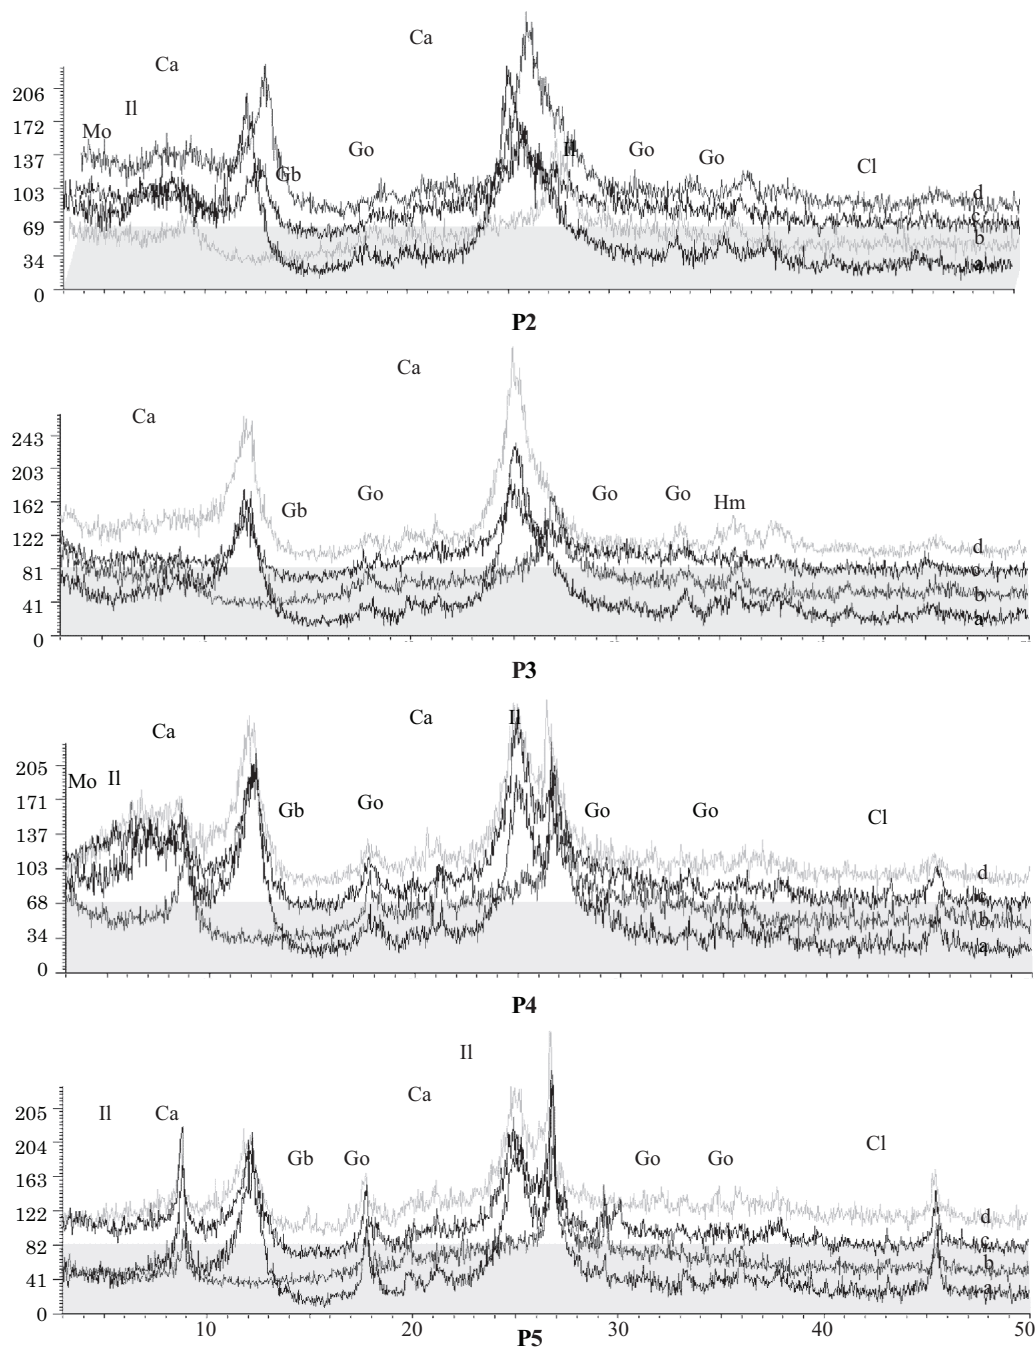 Ca
Ca
Il
Mo
Go
Il
Go
Go
Cl
Gb
206
172
137
103
69
34
0
d
c
b
a
P2
Ca
Ca
Gb
Go
Go
Go
Hm
243
203
162
122
81
41
0
d
c
b
a
P3
Ca
Ca
Il
Mo
Il
Gb
Go
Go
Go
Cl
205
171
137
103
68
34
0
d
c
b
a
P4
Il
Ca
Il
Ca
Gb
Go
Go
Go
Cl
205
204
163
122
82
41
0
d
c
b
a
10 20 30 40 50
P5